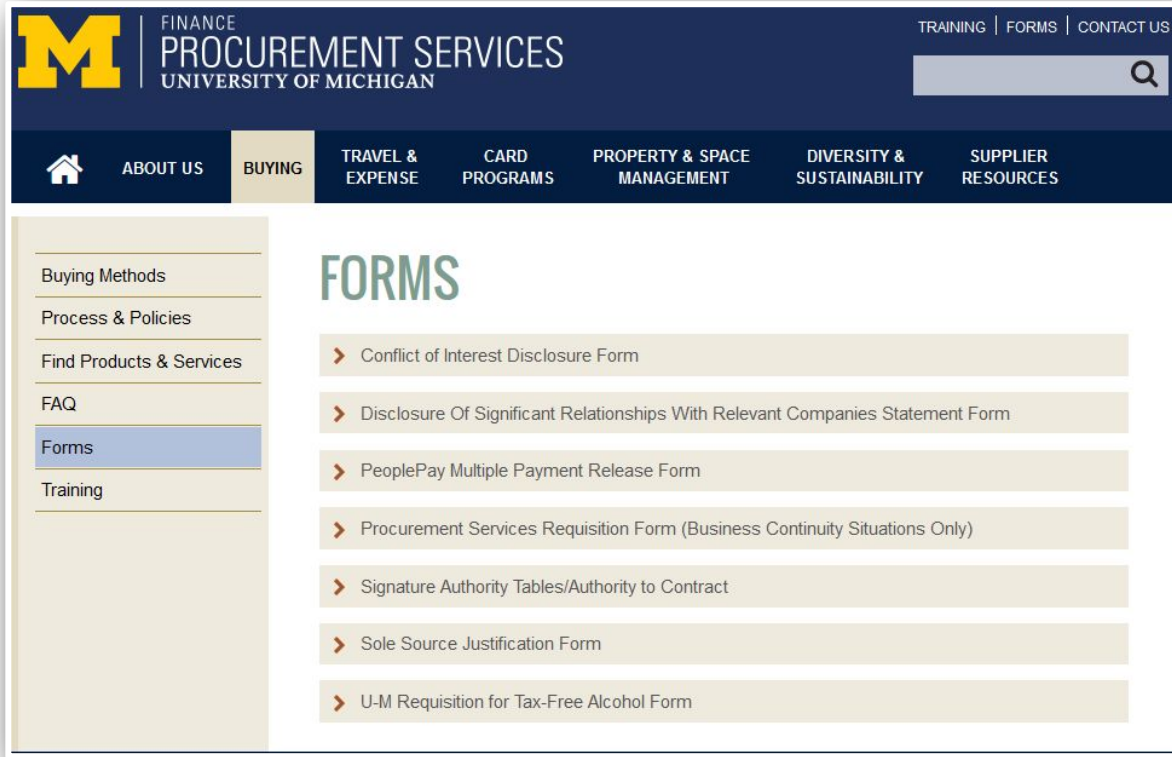 M
FINANCE
PROCUREMENT SERVICES
UNIVERSITY OF MICHIGAN
TRAINING | FORMS | CONTACT US
ABOUT US
BUYING
TRAVEL &
EXPENSE
CARD
PROGRAMS
PROPERTY & SPACE
MANAGEMENT
DIVERSITY &
SUSTAINABILITY
SUPPLIER
RESOURCES
Buying Methods
Process & Policies
Find Products & Services
FAQ
Forms
Training
FORMS
Conflict of Interest Disclosure Form
Disclosure Of Significant Relationships With Relevant Companies Statement Form
PeoplePay Multiple Payment Release Form
Procurement Services Requisition Form (Business Continuity Situations Only)
Signature Authority Tables/Authority to Contract
Sole Source Justification Form
U-M Requisition for Tax-Free Alcohol Form